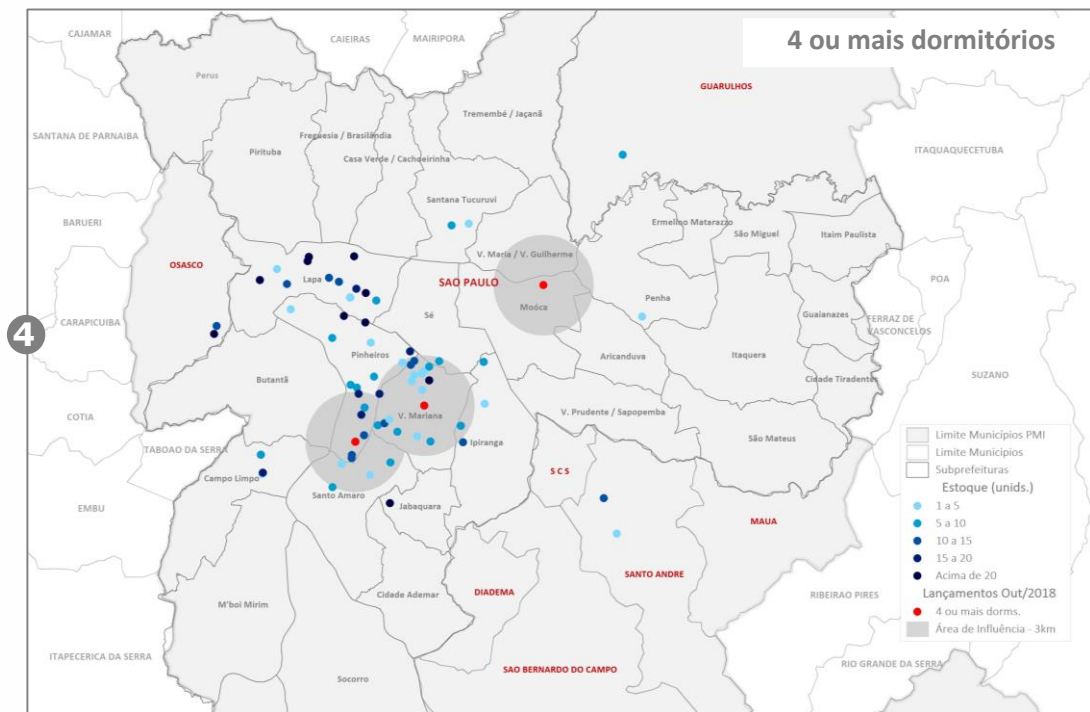 4 ou mais dormitórios
CAJAMAR
CAIEIRAS
MAIRIPORA
Perus
GUARULHOS
SANTANA DE PARNAIBA
Tremembé / Jaçanã
Freguesia / Brasilândia
Pirituba
Casa Verde / Cachoeirinha
ITAQUAQUECETUBA
BARUERI
Santana Tucuruvi
Ermelino Matarazzo
São Miguel
Itaim Paulista
OSASCO
V. Maria / V. Guilherme
Lapa
SAO PAULO
POA
Moóca
Penha
Guaianazes
Sé
FERRAZ DE
VASCONCELOS
CARAPICUIBA
4
Pinheiros
Aricanduva
Itaquera
Butantã
Cidade Tiradentes
SUZANO
COTIA
V. Mariana
V. Prudente / Sapopemba
São Mateus
TABOAO DA SERRA
Ipiranga
Campo Limpo
S C S
Santo Amaro
Jabaquara
EMBU
MAUA
SANTO ANDRE
Cidade Ademar
DIADEMA
M'boi Mirim
RIBEIRAO PIRES
ITAPECERICA DA SERRA
SAO BERNARDO DO CAMPO
RIO GRANDE DA SERRA
Socorro
Limite Municípios PMI
Limite Municípios
Subprefeituras
Estoque (unids.)
1 a 5
5 a 10
10 a 15
15 a 20
Acima de 20
Lançamentos Out/2018
4 ou mais dorms.
Área de Influência - 3km